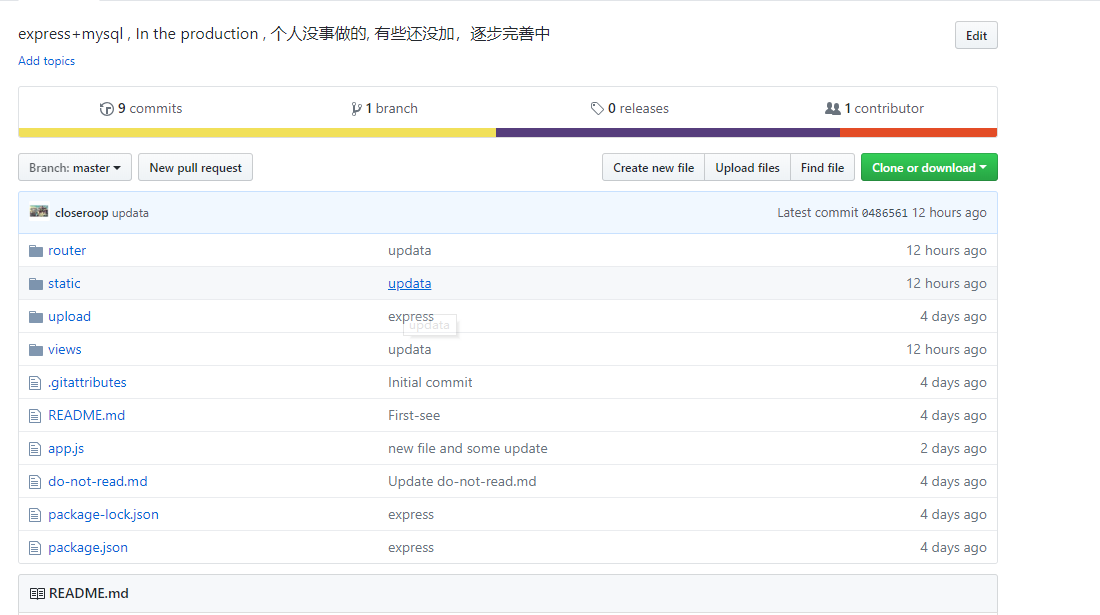 express+mysql , In the production , 个人没事做的, 有些还没加，逐步完善中
Edit
Add topics
9 commits
1 branch
0 releases
1 contributor
Branch: master
New pull request
Create new file
Upload files
Find file
Clone or download
closeroop updata
Latest commit 0486561 12 hours ago
router updata 12 hours ago
static updata 12 hours ago
upload express 4 days ago
updata
views updata 12 hours ago
.gitattributes Initial commit 4 days ago
README.md First-see 4 days ago
app.js new file and some update 2 days ago
do-not-read.md Update do-not-read.md 4 days ago
package-lock.json express 4 days ago
package.json express 4 days ago
README.md